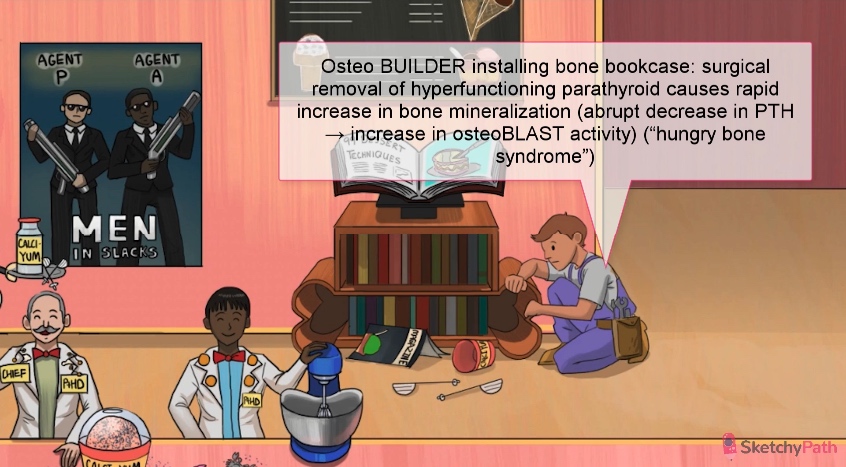 AGENT
P
AGENT
A
MEN
IN SLACKS
Osteo BUILDER installing bone bookcase: surgical
removal of hyperfunctioning parathyroid causes rapid
increase in bone mineralization (abrupt decrease in PTH
→ increase in osteoBLAST activity) (“hungry bone
syndrome”)
DESSERT
TECHNIQUES
CALCI-
YUM
CHIEF
PHD
PHD
CALCI-YUM
SketchyPath